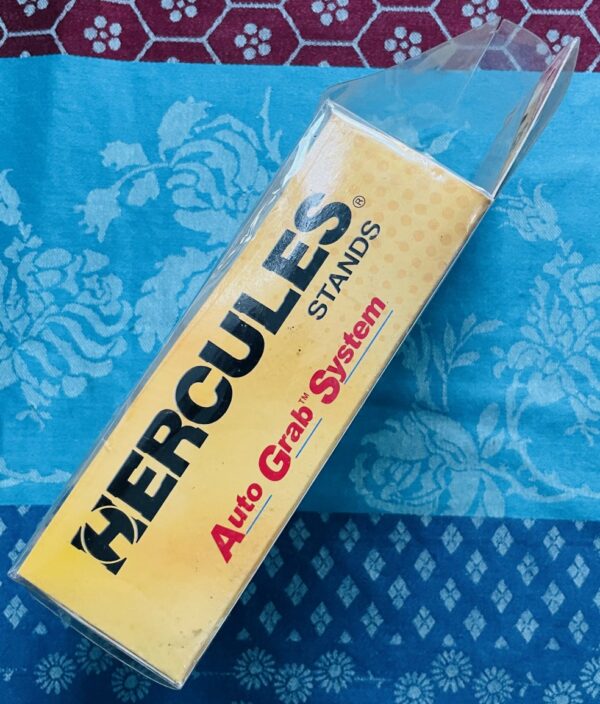 HERCULES®
STANDS
Auto Grab™ System